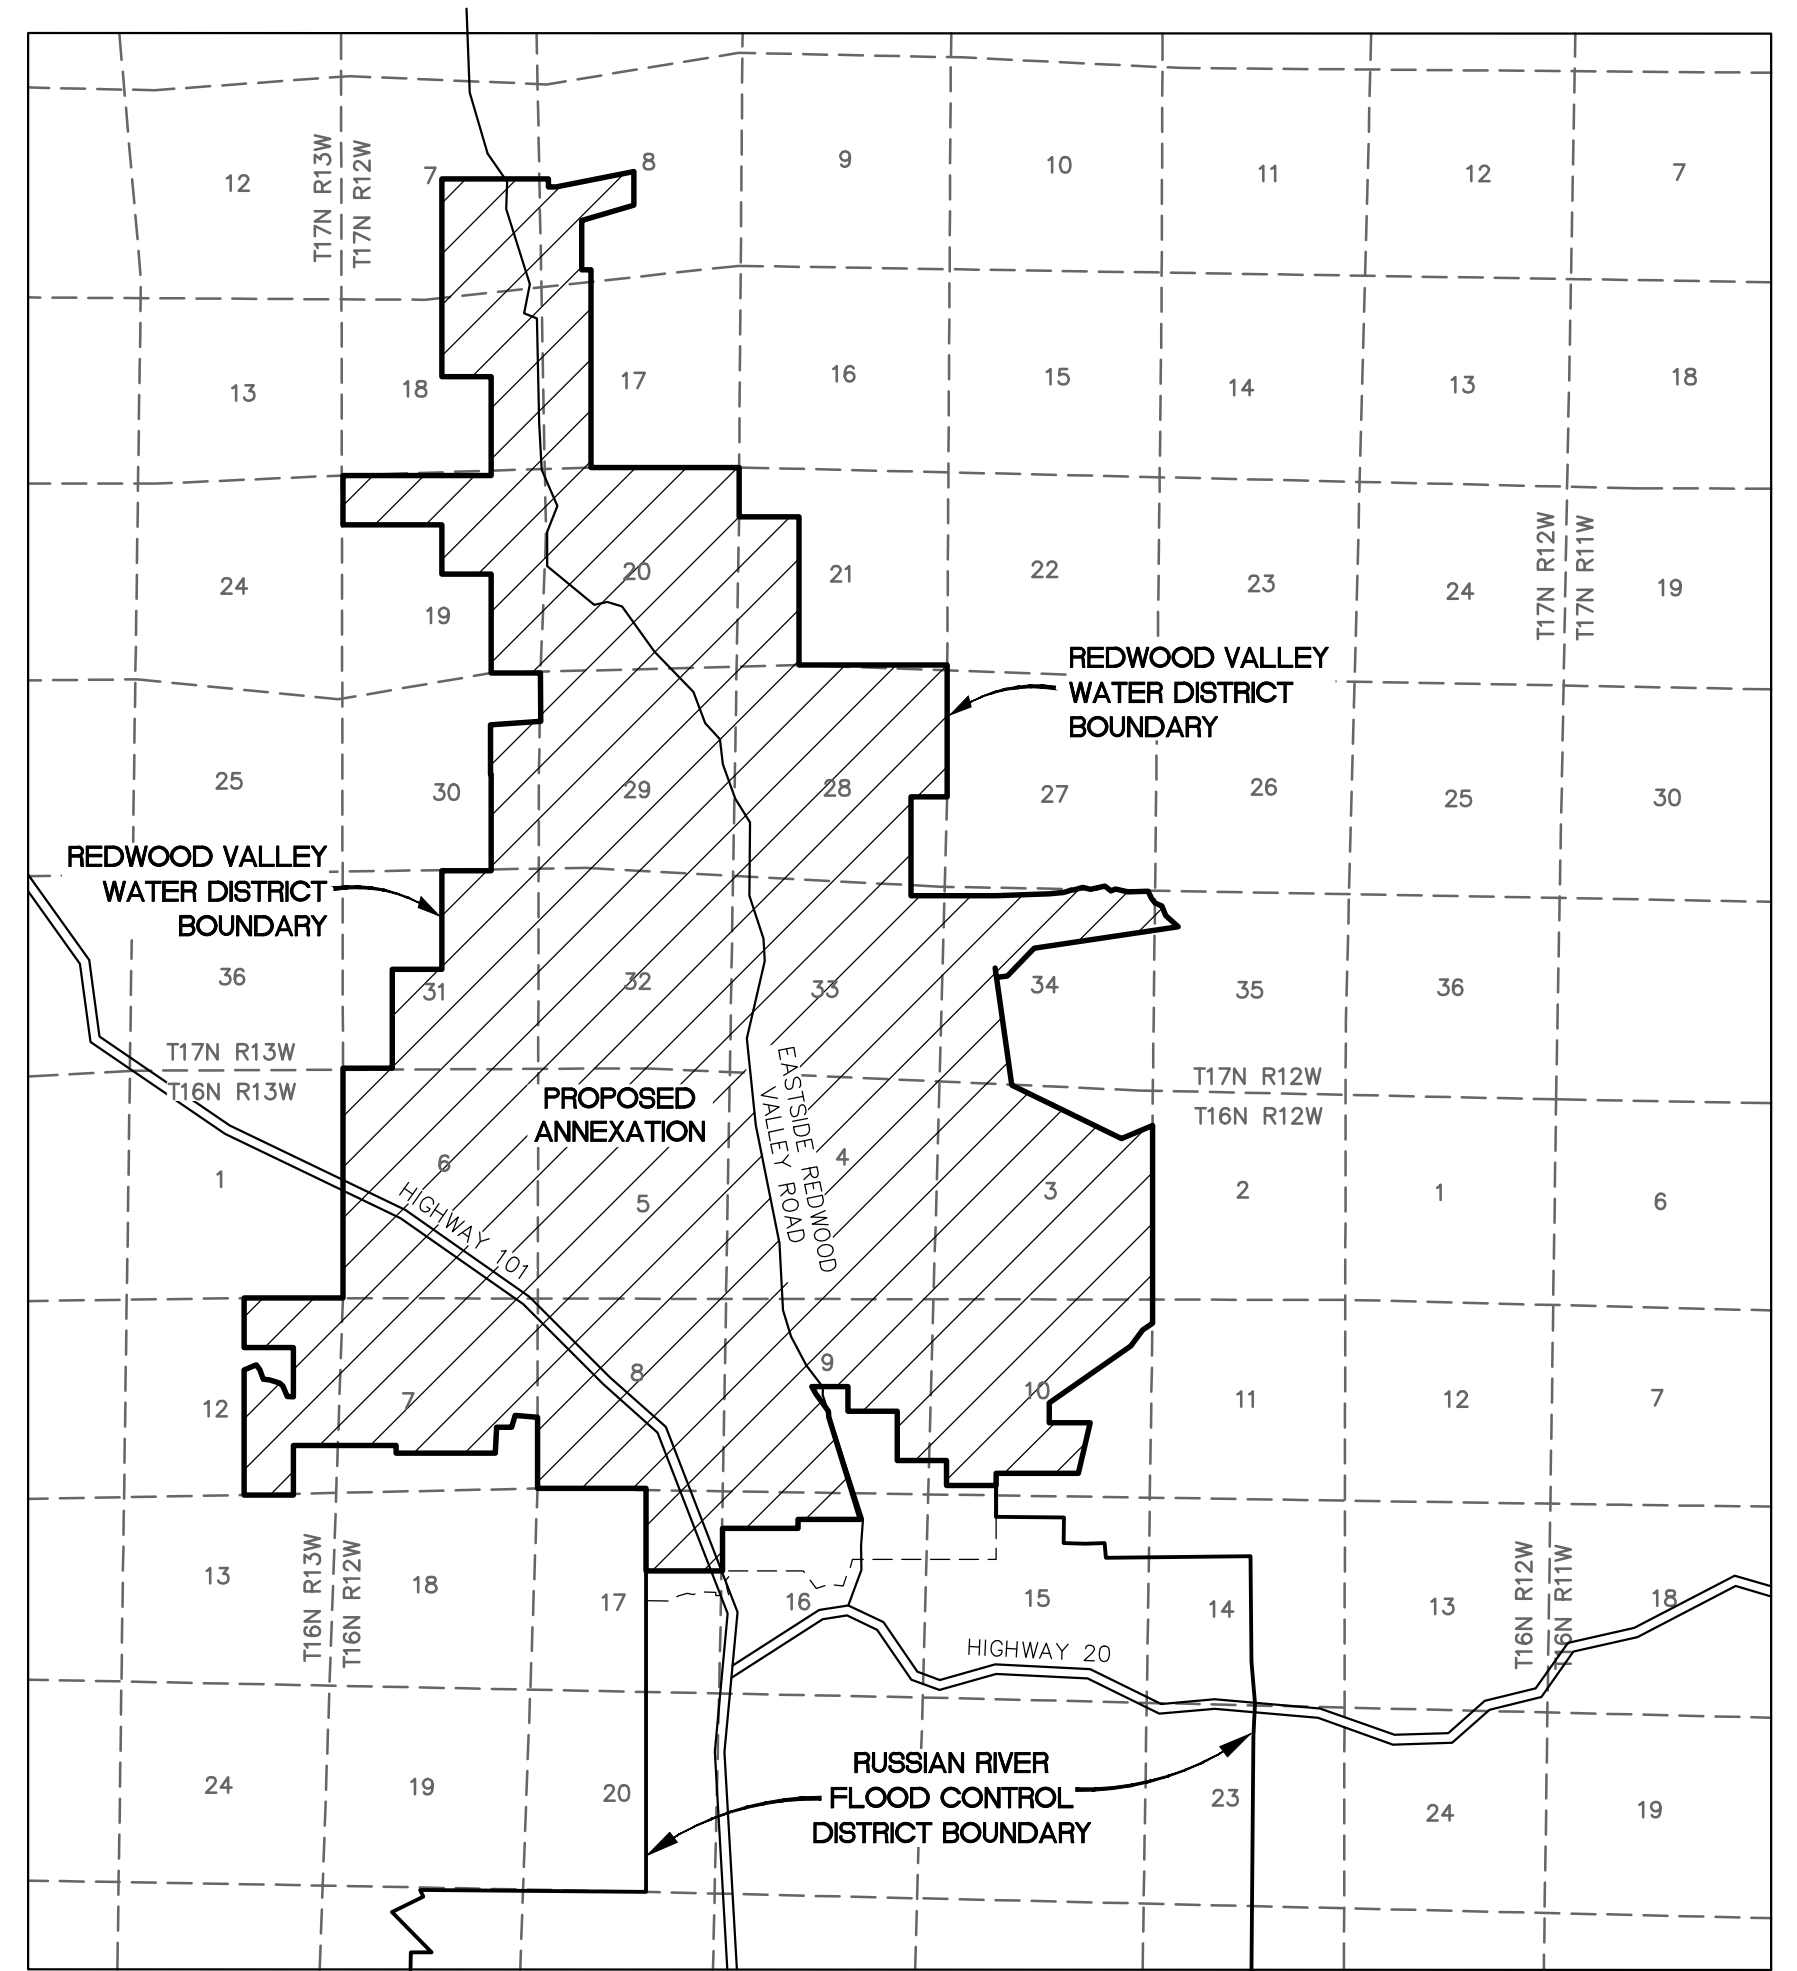 8
9
10
11
12
7
12
7
T17N R13W
T17N R12W
13
18
17
16
15
14
13
18
24
19
20
21
22
23
24
19
T17N R12W
T17N R11W
REDWOOD VALLEY
WATER DISTRICT
BOUNDARY
25
30
29
28
27
26
25
30
REDWOOD VALLEY
WATER DISTRICT
BOUNDARY
36
31
32
33
34
35
36
T17N R13W
T16N R13W
T17N R12W
T16N R12W
PROPOSED
ANNEXATION
EASTSIDE REDWOOD
VALLEY ROAD
1
6
5
4
3
2
1
6
HIGHWAY 101
12
7
8
9
10
11
12
7
T16N R13W
T16N R12W
T16N R12W
T16N R11W
13
18
17
16
15
14
13
18
HIGHWAY 20
24
19
20
RUSSIAN RIVER
FLOOD CONTROL
DISTRICT BOUNDARY
23
24
19